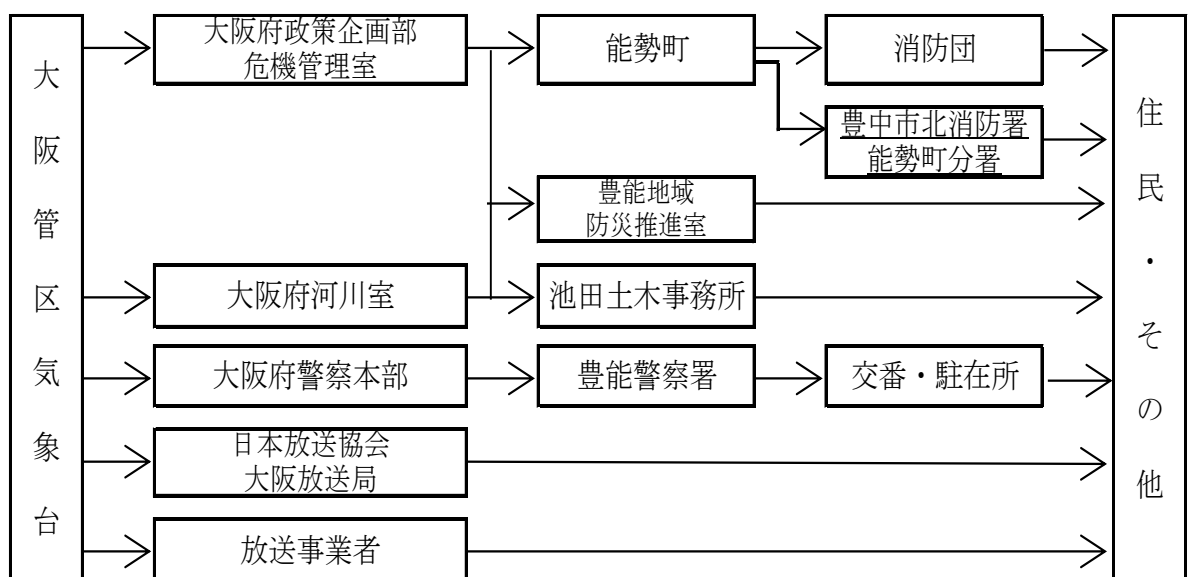 大阪管区気象台
大阪府政策企画部
危機管理室
能勢町
消防団
豊中市北消防署
能勢町分署
豊能地域
防災推進室
大阪府河川室
池田土木事務所
大阪府警察本部
豊能警察署
交番・駐在所
日本放送協会
大阪放送局
放送事業者
住民・その他